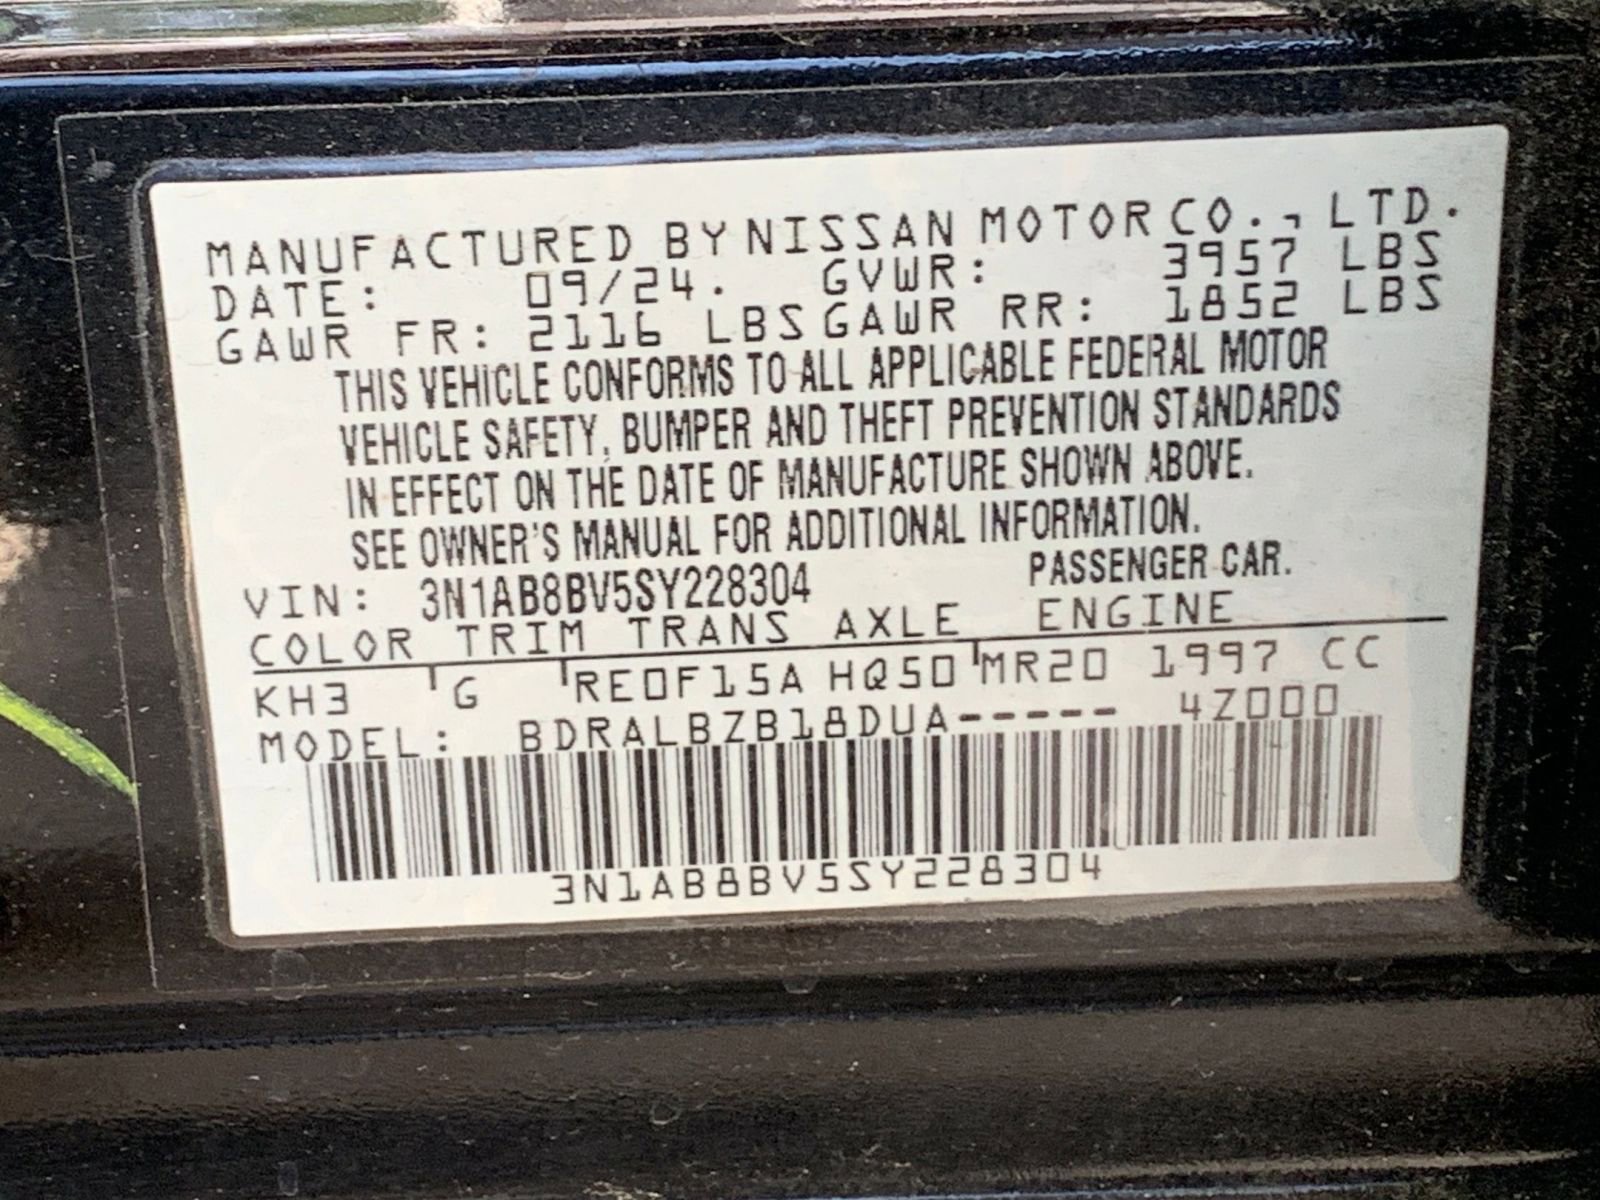 MANUFACTURED BY NISSAN MOTOR CO., LTD.
DATE: 09/24. GVWR: 3957 LBS
GAWR FR: 2116 LBS GAWR RR: 1852 LBS
THIS VEHICLE CONFORMS TO ALL APPLICABLE FEDERAL MOTOR
VEHICLE SAFETY, BUMPER AND THEFT PREVENTION STANDARDS
IN EFFECT ON THE DATE OF MANUFACTURE SHOWN ABOVE.
SEE OWNER'S MANUAL FOR ADDITIONAL INFORMATION.
VIN: 3N1AB8BV5SY228304 PASSENGER CAR.
COLOR TRIM TRANS AXLE ENGINE
KH3 G RE0F15A HQ50 MR20 1997 CC
MODEL: BDRALBZB18DUA----- 4Z000
3N1AB8BV5SY228304